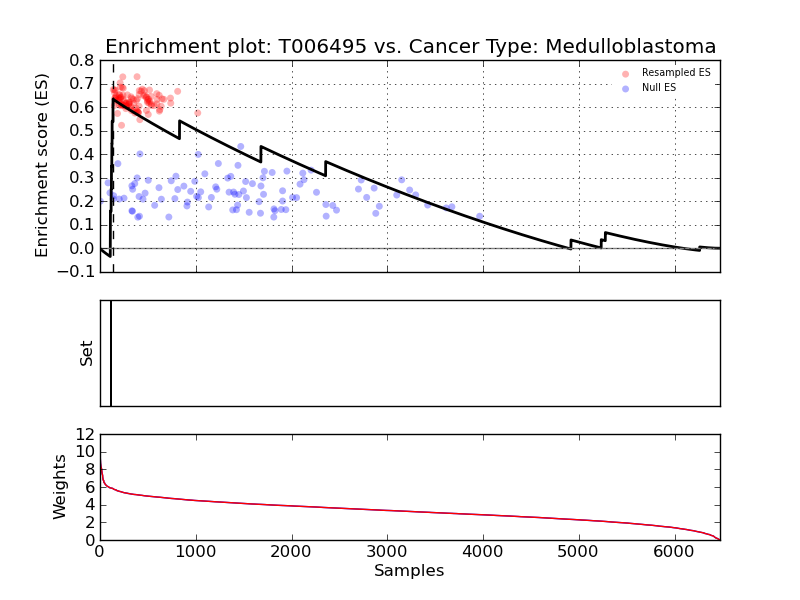 Enrichment plot: T006495 vs. Cancer Type: Medulloblastoma
0.8
0.7
0.6
0.5
0.4
0.3
0.2
0.1
0.0
−0.1
Enrichment score (ES)
Resampled ES
Null ES
Set
12
10
8
6
4
2
0
Weights
0 1000 2000 3000 4000 5000 6000
Samples